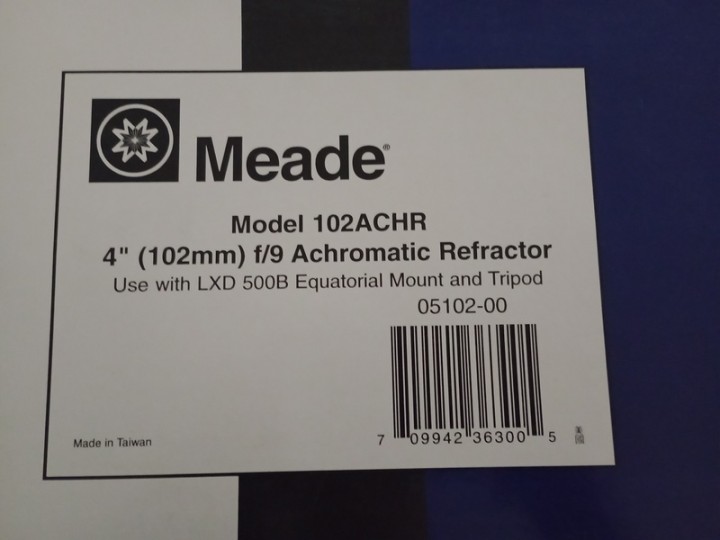 Meade®
Model 102ACHR
4" (102mm) f/9 Achromatic Refractor
Use with LXD 500B Equatorial Mount and Tripod
05102-00
7 09942 36300 5
Made in Taiwan